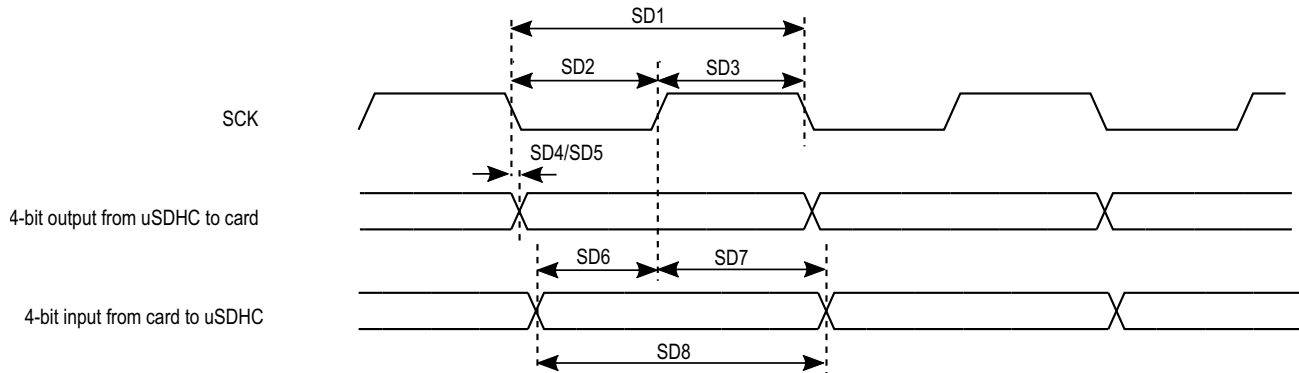 SD1
SD2
SD3
SCK
SD4/SD5
4-bit output from uSDHC to card
SD6
SD7
4-bit input from card to uSDHC
SD8